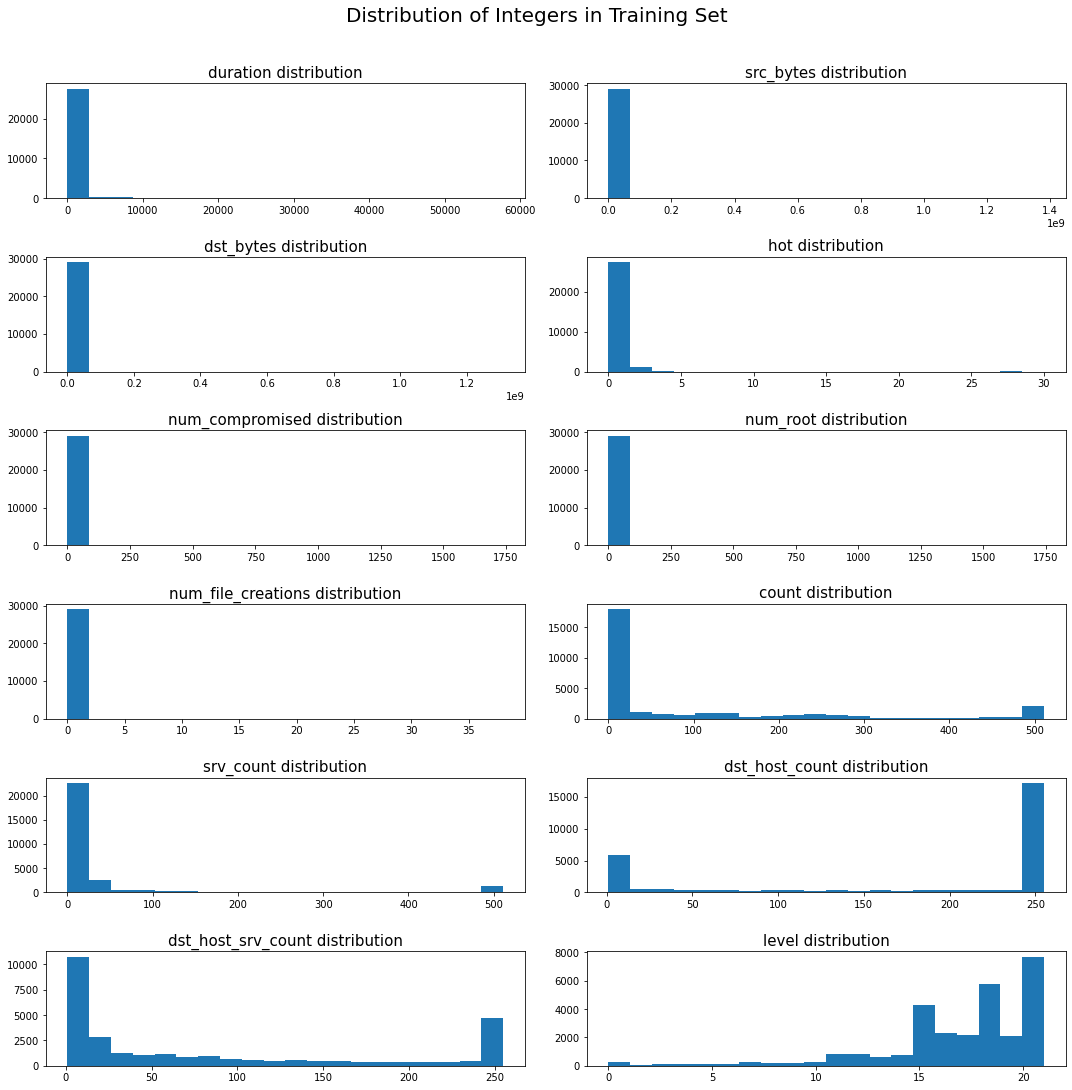 Distribution of Integers in Training Set
duration distribution
20000
10000
0
0 10000 20000 30000 40000 50000 60000
src_bytes distribution
30000
20000
10000
0
0.0 0.2 0.4 0.6 0.8 1.0 1.2 1.4
1e9
dst_bytes distribution
30000
20000
10000
0
0.0 0.2 0.4 0.6 0.8 1.0 1.2
1e9
hot distribution
20000
10000
0
0 5 10 15 20 25 30
num_compromised distribution
30000
20000
10000
0
0 250 500 750 1000 1250 1500 1750
num_root distribution
30000
20000
10000
0
0 250 500 750 1000 1250 1500 1750
num_file_creations distribution
30000
20000
10000
0
0 5 10 15 20 25 30 35
count distribution
15000
10000
5000
0
0 100 200 300 400 500
srv_count distribution
20000
15000
10000
5000
0
0 100 200 300 400 500
dst_host_count distribution
15000
10000
5000
0
0 50 100 150 200 250
dst_host_srv_count distribution
10000
7500
5000
2500
0
0 50 100 150 200 250
level distribution
8000
6000
4000
2000
0
0 5 10 15 20